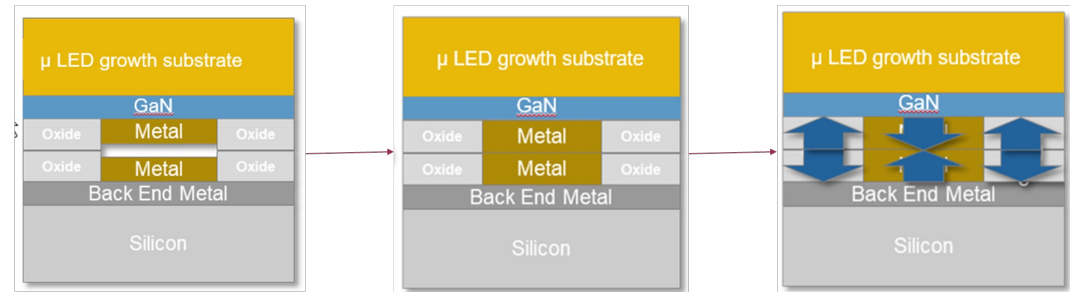 μ LED growth substrate
GaN
Oxide Metal Oxide
Oxide Metal Oxide
Back End Metal
Silicon
μ LED growth substrate
GaN
Oxide Metal Oxide
Oxide Metal Oxide
Back End Metal
Silicon
μ LED growth substrate
GaN
Back End Metal
Silicon